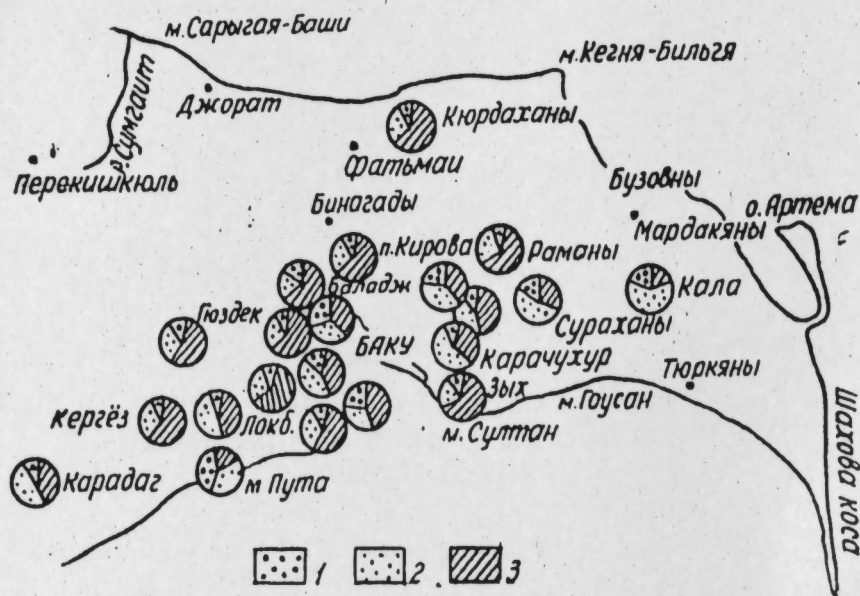 м.Сарыгая-Баши
м.Кегня-Бильгя
Джорат
р.Сумгаит
Кюрдаханы
Фатьмаи
Перекишкюль
Бузовны
Бинагады
о.Артема
Мардакяны
п.Кирова
Раманы
Баладж
Кала
Гюздек
Сураханы
БАКУ
Карачухур
Тюркяны
Зых
м.Гоусан
Шахова коса
Кергёз
Локб.
м.Султан
Карадаг
м Пута
1 2 3